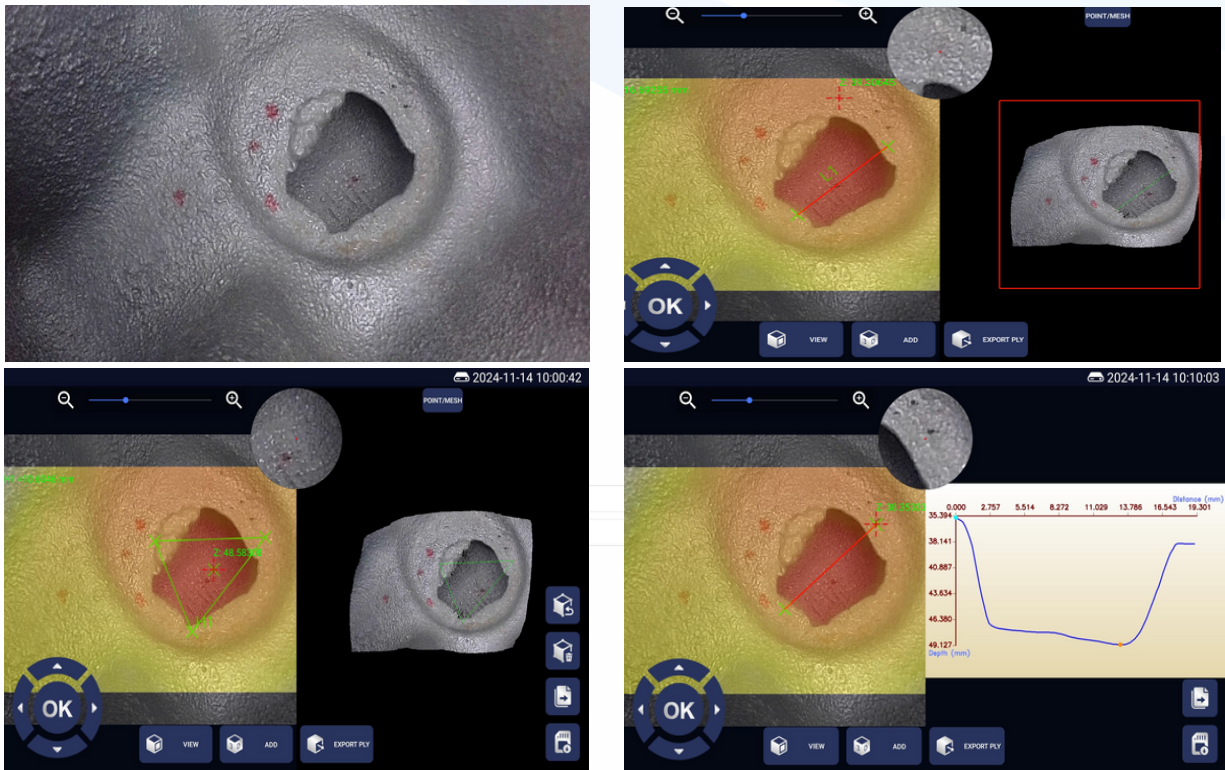 POINT/MESH
OK
VIEW
ADD
EXPORT PLY
2024-11-14 10:00:42
POINT/MESH
OK
VIEW
ADD
EXPORT PLY
2024-11-14 10:10:03
Distance (mm)
0.000 2.757 5.514 8.272 11.029 13.786 16.543 19.301
35.394
38.141
40.887
43.634
46.380
49.127
Depth (mm)
OK
VIEW
ADD
EXPORT PLY